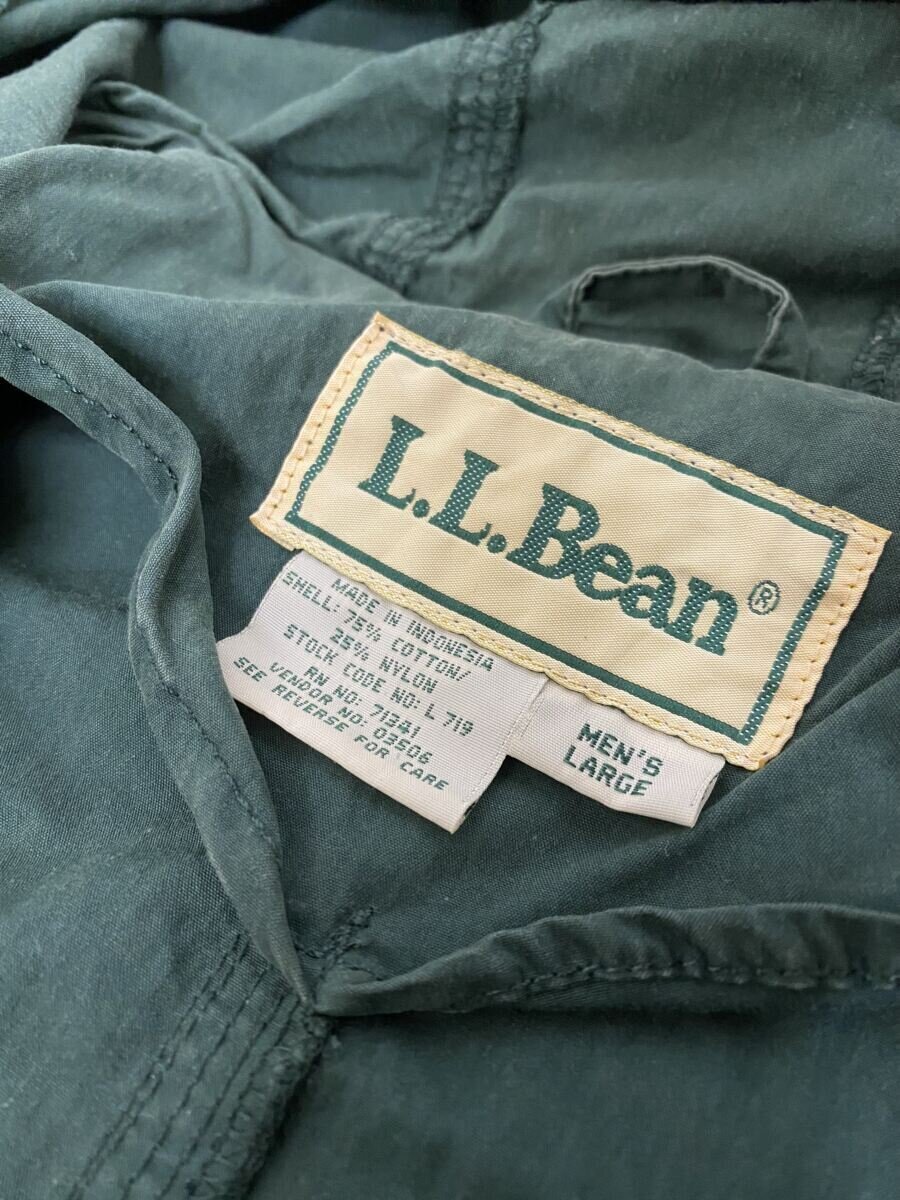 L.L.Bean®
MADE IN INDONESIA
SHELL: 75% COTTON/
25% NYLON
STOCK CODE NO: L 719
RN NO: 71341
VENDOR NO: 03506
SEE REVERSE FOR CARE
MEN'S
LARGE